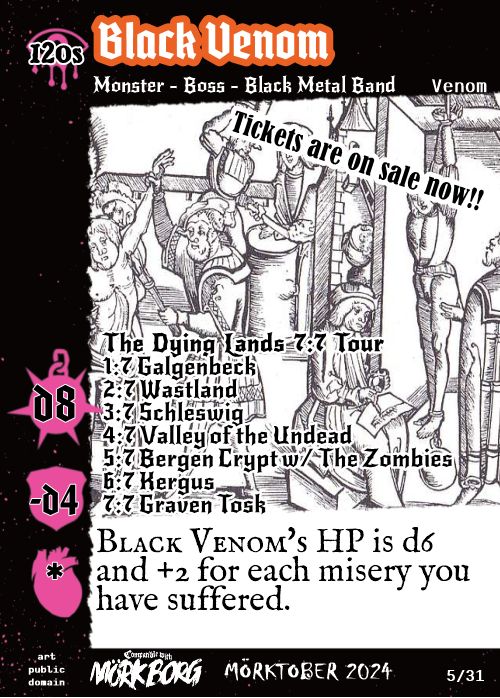 120s
Black Venom
Monster - Boss - Black Metal Band
Venom
Tickets are on sale now!!
The Dying Lands 7:7 Tour
1:7 Galgenbeck
2:7 Wastland
3:7 Schleswig
4:7 Valley of the Undead
5:7 Bergen Crypt w/ The Zombies
6:7 Kergus
7:7 Graven Tosk
2
d8
-d4
*
Black Venom's HP is d6
and +2 for each misery you
have suffered.
art
public
domain
Compatible with
MÖRK BORG
MÖRKTOBER 2024
5/31